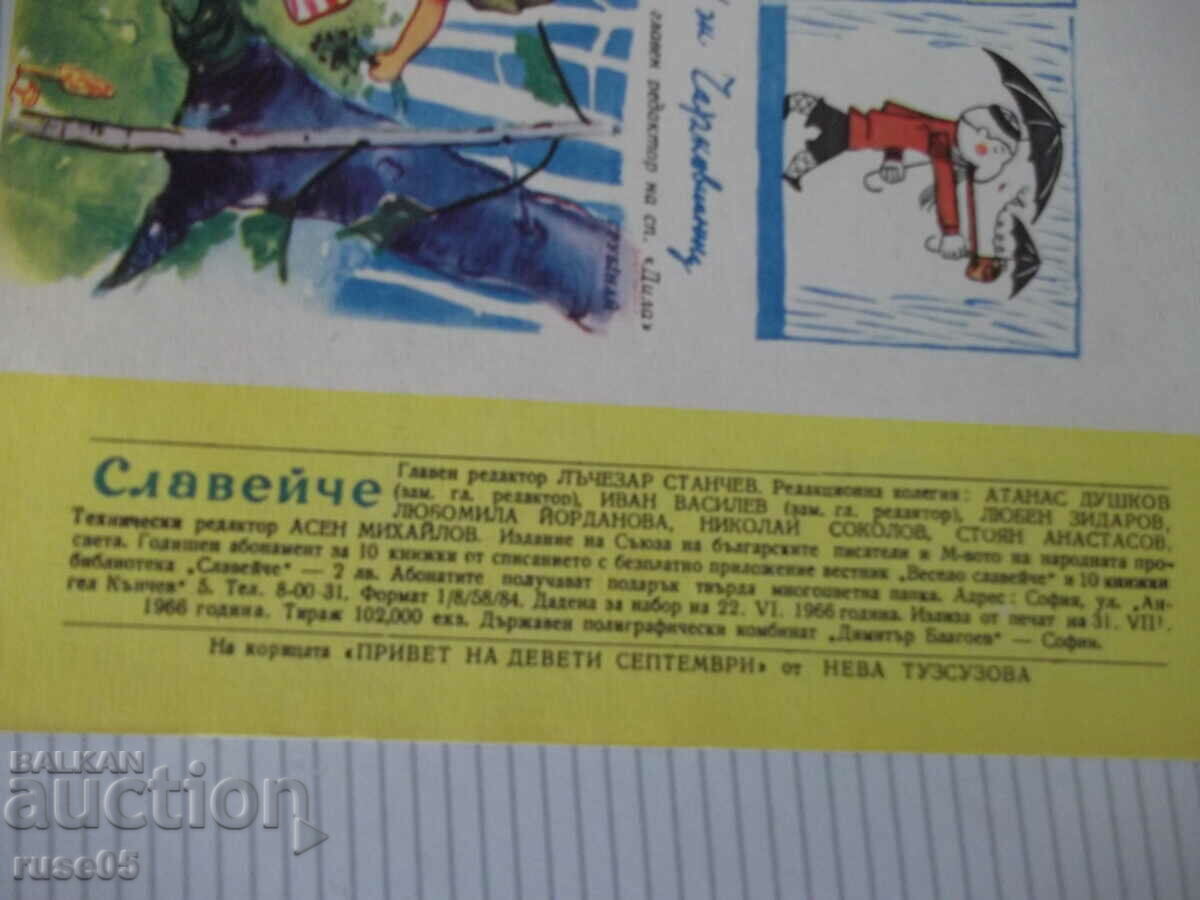 главен редактор на сп. «Дила»
Славейче
Главен редактор ЛЪЧЕЗАР СТАНЧЕВ. Редакционна колегия: АТАНАС ДУШКОВ
(зам. гл. редактор), ИВАН ВАСИЛЕВ (зам. гл. редактор), ЛЮБЕН ЗИДАРОВ,
ЛЮБОМИЛА ЙОРДАНОВА, НИКОЛАЙ СОКОЛОВ, СТОЯН АНАСТАСОВ.
Технически редактор АСЕН МИХАЙЛОВ. Издание на Съюза на българските писатели и М-вото на народната про-
света. Годишен абонамент за 10 книжки от списанието с безплатно приложение вестник „Весело славейче" и 10 книжки
библиотека „Славейче" — 2 лв. Абонатите получават подарък твърда многоцветна папка. Адрес: София, ул. „Ан-
гел Кънчев" 5. Тел. 8-00-31. Формат 1/8/58/84. Дадена за набор на 22. VI. 1966 година. Излиза от печат на 31. VII
1966 година. Тираж 102,000 екз. Държавен полиграфически комбинат „Димитър Благоев" — София.
На корицата «ПРИВЕТ НА ДЕВЕТИ СЕПТЕМВРИ» от НЕВА ТУЗСУЗОВА
BALKAN
auction
ruse05